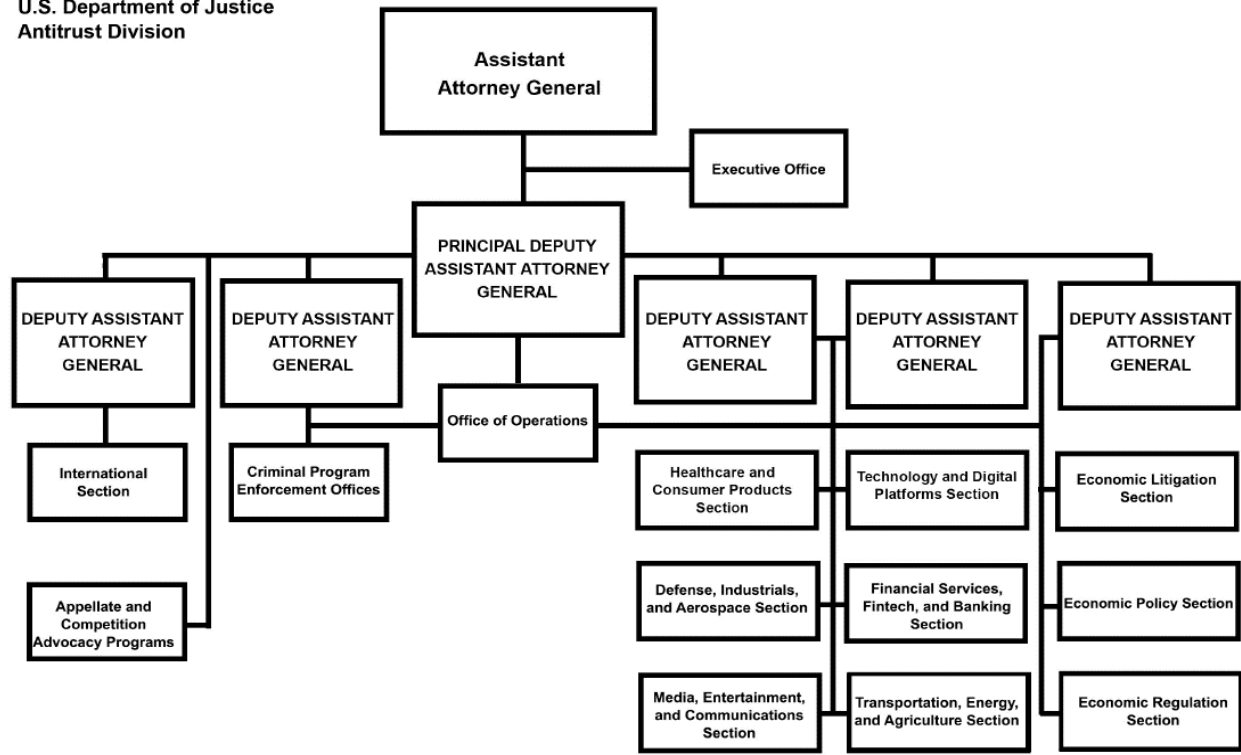 U.S. Department of Justice
Antitrust Division
Assistant
Attorney General
Executive Office
PRINCIPAL DEPUTY
ASSISTANT ATTORNEY
GENERAL
DEPUTY ASSISTANT
ATTORNEY
GENERAL
DEPUTY ASSISTANT
ATTORNEY
GENERAL
DEPUTY ASSISTANT
ATTORNEY
GENERAL
DEPUTY ASSISTANT
ATTORNEY
GENERAL
DEPUTY ASSISTANT
ATTORNEY
GENERAL
Office of Operations
International
Section
Criminal Program
Enforcement Offices
Healthcare and
Consumer Products
Section
Technology and Digital
Platforms Section
Economic Litigation
Section
Appellate and
Competition
Advocacy Programs
Defense, Industrials,
and Aerospace Section
Financial Services,
Fintech, and Banking
Section
Economic Policy Section
Media, Entertainment,
and Communications
Section
Transportation, Energy,
and Agriculture Section
Economic Regulation
Section